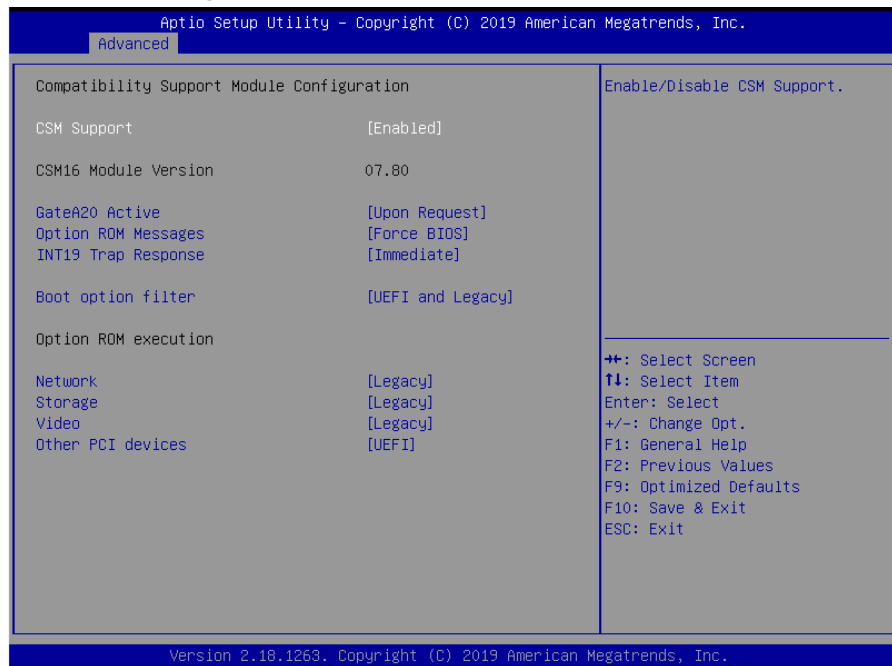 Aptio Setup Utility – Copyright (C) 2019 American Megatrends, Inc.
Advanced
Compatibility Support Module Configuration
CSM Support [Enabled]
CSM16 Module Version 07.80
GateA20 Active [Upon Request]
Option ROM Messages [Force BIOS]
INT19 Trap Response [Immediate]
Boot option filter [UEFI and Legacy]
Option ROM execution
Network [Legacy]
Storage [Legacy]
Video [Legacy]
Other PCI devices [UEFI]
Enable/Disable CSM Support.
→←: Select Screen
↑↓: Select Item
Enter: Select
+/-: Change Opt.
F1: General Help
F2: Previous Values
F9: Optimized Defaults
F10: Save & Exit
ESC: Exit
Version 2.18.1263. Copyright (C) 2019 American Megatrends, Inc.